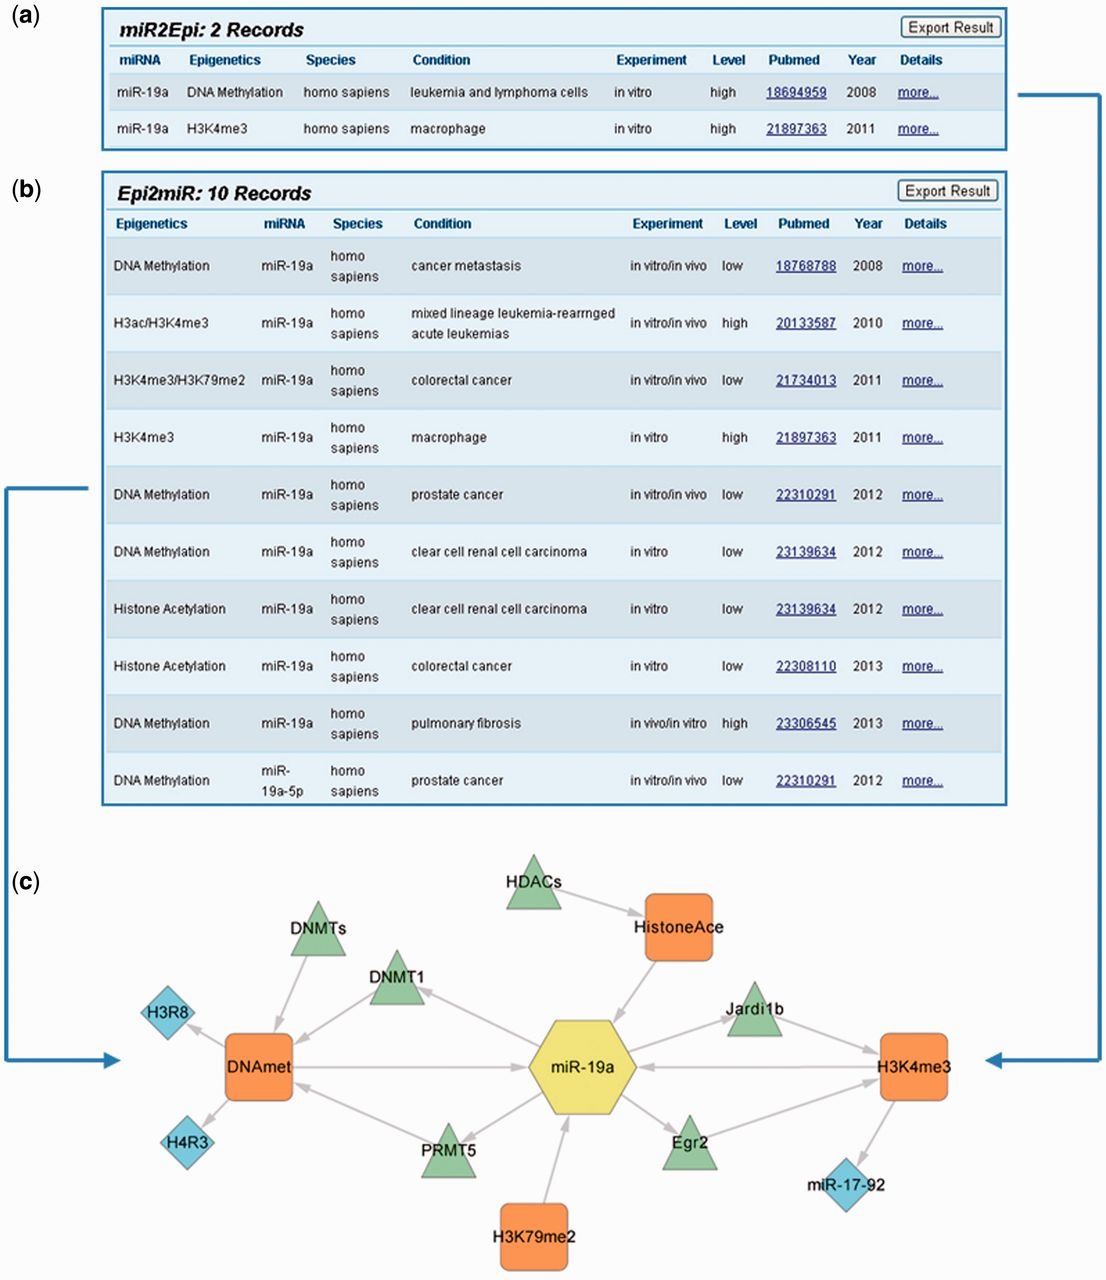 (a)
miR2Epi: 2 Records
Export Result
miRNA Epigenetics Species Condition Experiment Level Pubmed Year Details
miR-19a DNA Methylation homo sapiens leukemia and lymphoma cells in vitro high 18694959 2008 more...
miR-19a H3K4me3 homo sapiens macrophage in vitro high 21897363 2011 more...
(b)
Epi2miR: 10 Records
Export Result
Epigenetics miRNA Species Condition Experiment Level Pubmed Year Details
DNA Methylation miR-19a homo sapiens cancer metastasis in vitro/in vivo low 18768788 2008 more...
H3ac/H3K4me3 miR-19a homo sapiens mixed lineage leukemia-rearrnged acute leukemias in vitro/in vivo high 20133587 2010 more...
H3K4me3/H3K79me2 miR-19a homo sapiens colorectal cancer in vitro/in vivo low 21734013 2011 more...
H3K4me3 miR-19a homo sapiens macrophage in vitro high 21897363 2011 more...
DNA Methylation miR-19a homo sapiens prostate cancer in vitro/in vivo low 22310291 2012 more...
DNA Methylation miR-19a homo sapiens clear cell renal cell carcinoma in vitro low 23139634 2012 more...
Histone Acetylation miR-19a homo sapiens clear cell renal cell carcinoma in vitro low 23139634 2012 more...
Histone Acetylation miR-19a homo sapiens colorectal cancer in vitro low 22308110 2013 more...
DNA Methylation miR-19a homo sapiens pulmonary fibrosis in vivo/in vitro high 23306545 2013 more...
DNA Methylation miR-19a-5p homo sapiens prostate cancer in vitro/in vivo low 22310291 2012 more...
(c)
HDACs
DNMTs
HistoneAce
DNMT1
H3R8
Jardi1b
DNAmet
miR-19a
H3K4me3
H4R3
PRMT5
Egr2
miR-17-92
H3K79me2